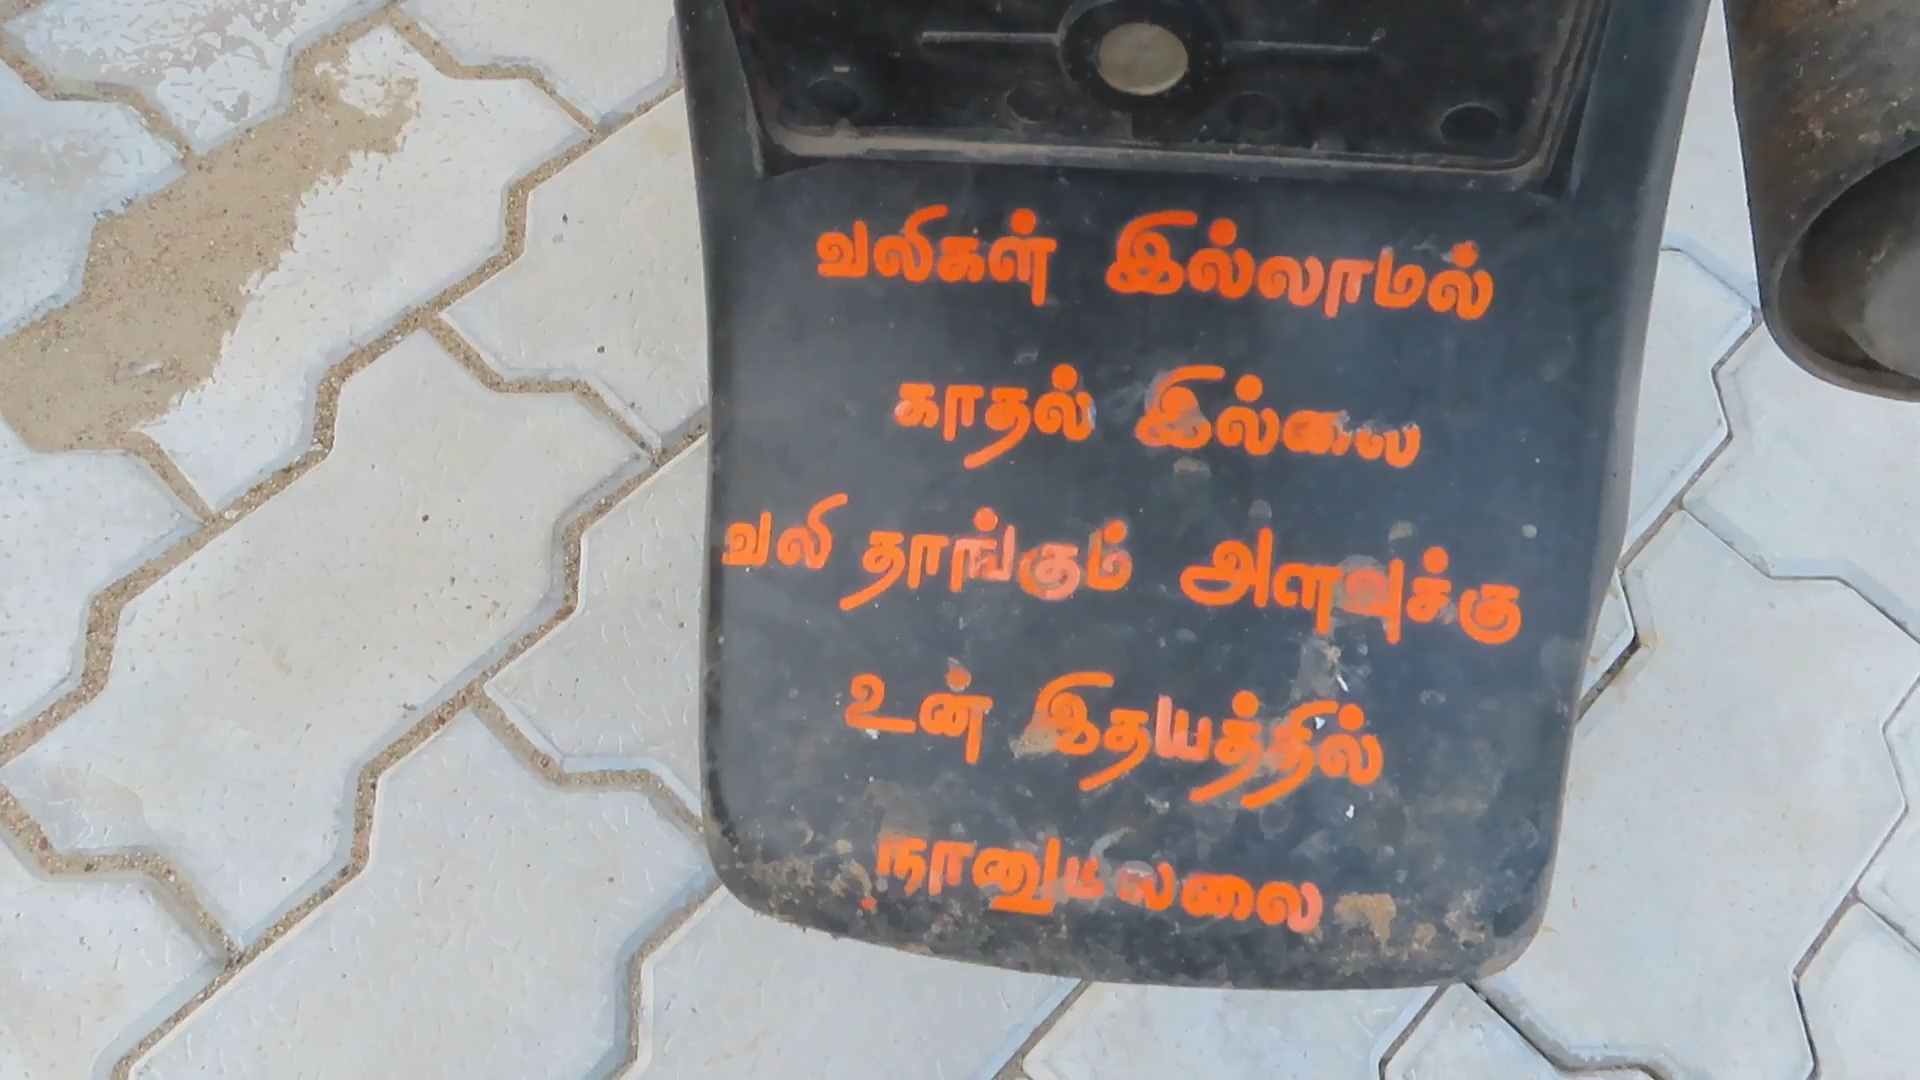 வலிகள் இல்லாமல்
காதல் இல்லை
வலி தாங்கும் அளவுக்கு
உன் இதயத்தில்
நானுமில்லை